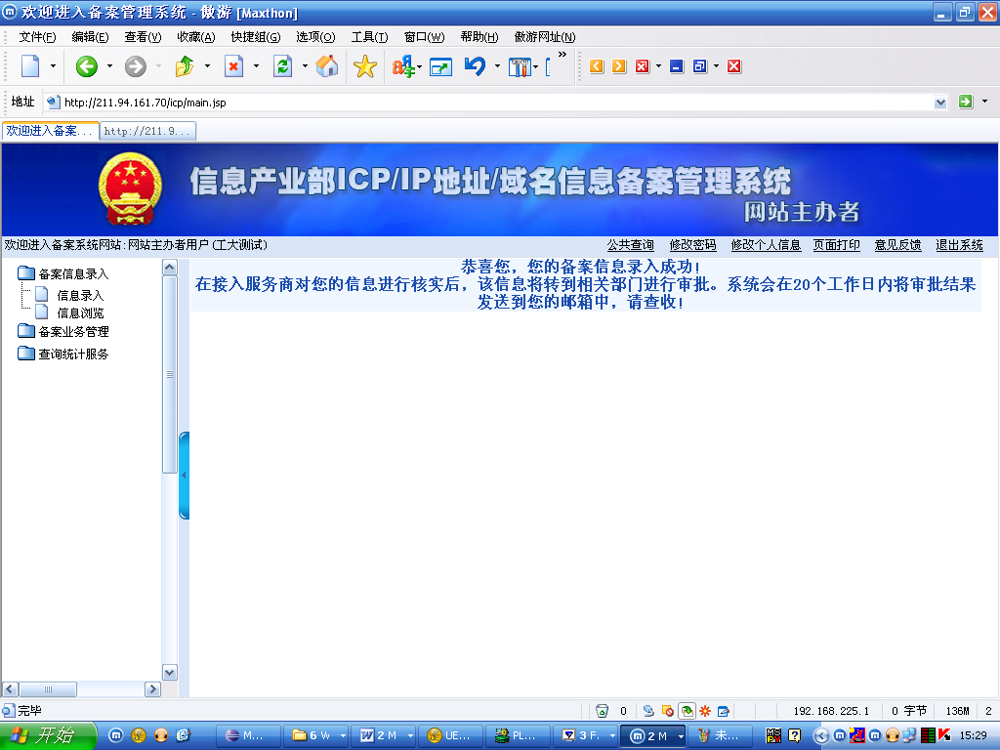 欢迎进入备案管理系统 - 傲游 [Maxthon]
文件(F) 编辑(E) 查看(V) 收藏(A) 快捷组(G) 选项(O) 工具(T) 窗口(W) 帮助(H) 傲游网址(N)
»
地址 http://211.94.161.70/icp/main.jsp
欢迎进入备案... http://211.9...
信息产业部ICP/IP地址/域名信息备案管理系统
网站主办者
欢迎进入备案系统网站:网站主办者用户(工大测试) 公共查询 修改密码 修改个人信息 页面打印 意见反馈 退出系统
备案信息录入
信息录入
信息浏览
备案业务管理
查询统计服务
恭喜您，您的备案信息录入成功!
在接入服务商对您的信息进行核实后，该信息将转到相关部门进行审批。系统会在20个工作日内将审批结果
发送到您的邮箱中，请查收!
完毕 0 192.168.225.1 0 字节 136M 2
开始 M... 6 W 2 M UE... PL... 3 F. 2 M 未... 15:29